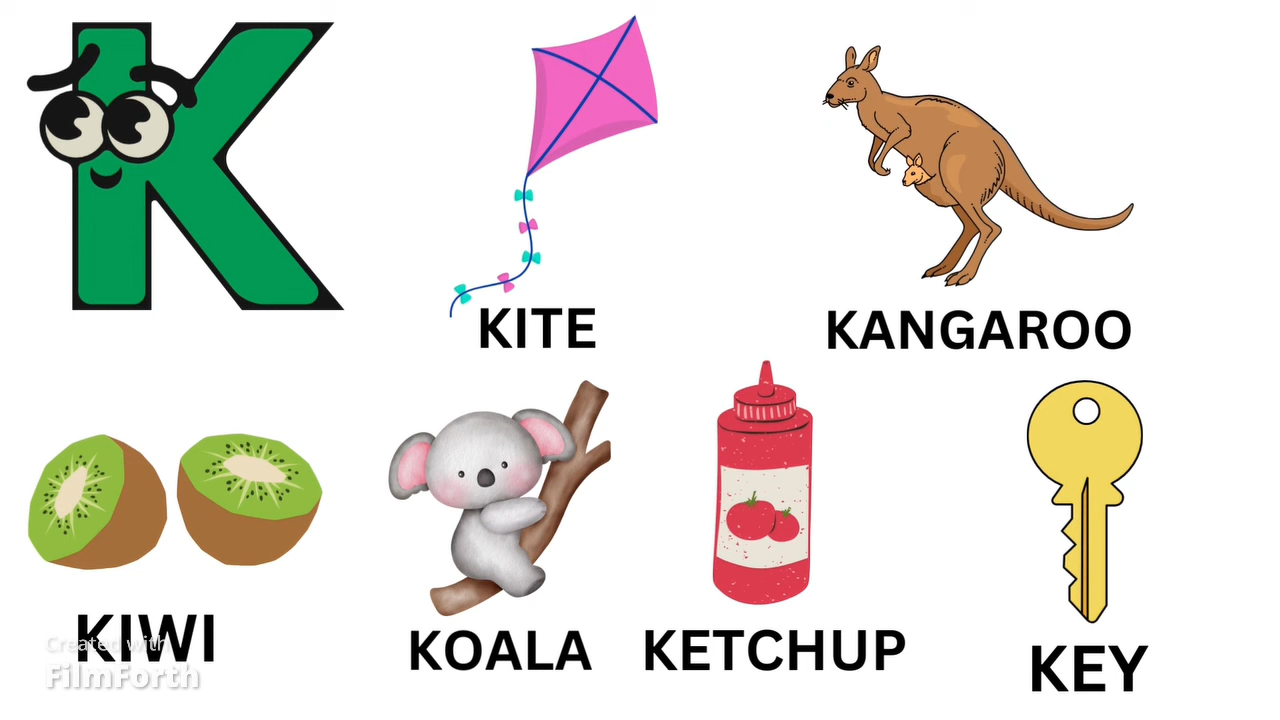 K
KITE
KANGAROO
KIWI
KOALA
KETCHUP
KEY
Created with
FilmForth